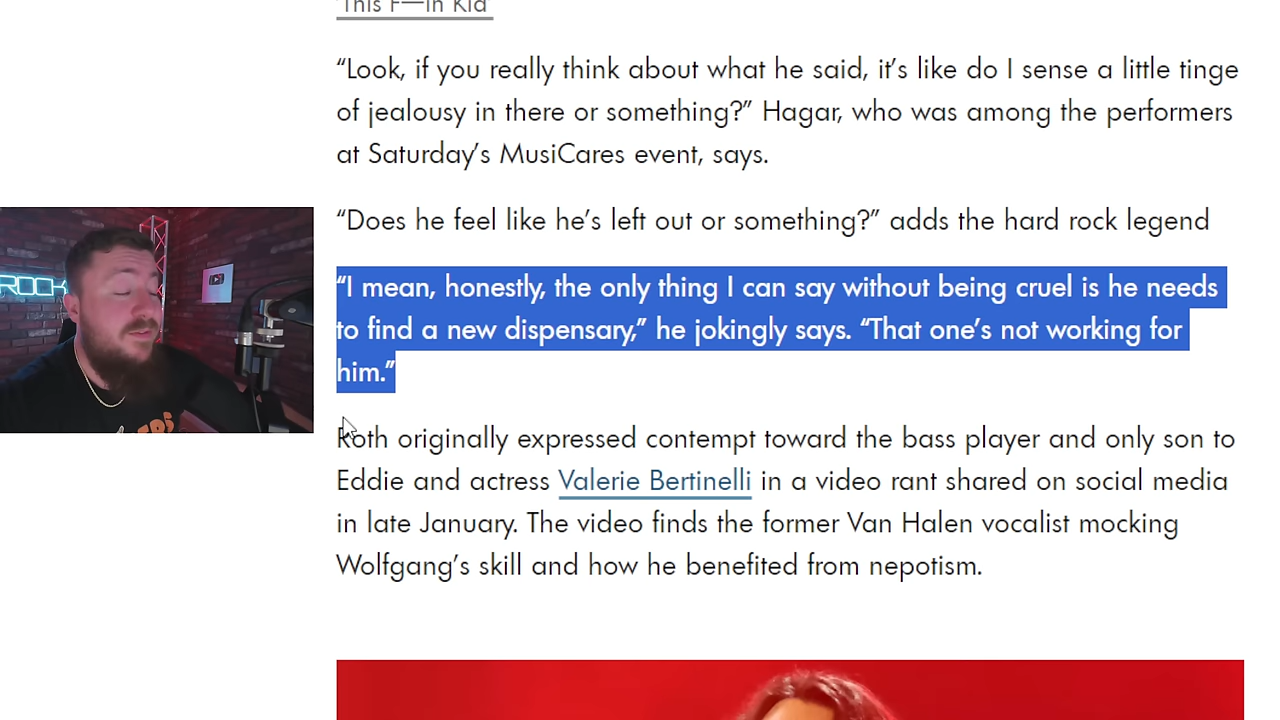 'This F—in Kid'
“Look, if you really think about what he said, it’s like do I sense a little tinge
of jealousy in there or something?” Hagar, who was among the performers
at Saturday’s MusiCares event, says.
“Does he feel like he’s left out or something?” adds the hard rock legend
ROCK
“I mean, honestly, the only thing I can say without being cruel is he needs
to find a new dispensary,” he jokingly says. “That one’s not working for
him.”
Roth originally expressed contempt toward the bass player and only son to
Eddie and actress Valerie Bertinelli in a video rant shared on social media
in late January. The video finds the former Van Halen vocalist mocking
Wolfgang’s skill and how he benefited from nepotism.